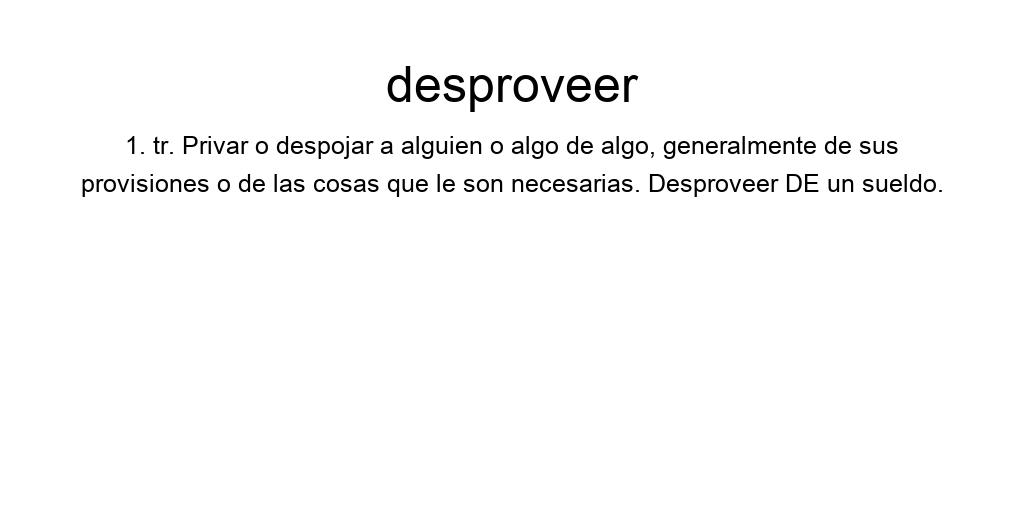 desproveer
1. tr. Privar o despojar a alguien o algo de algo, generalmente de sus
provisiones o de las cosas que le son necesarias. Desproveer DE un sueldo.